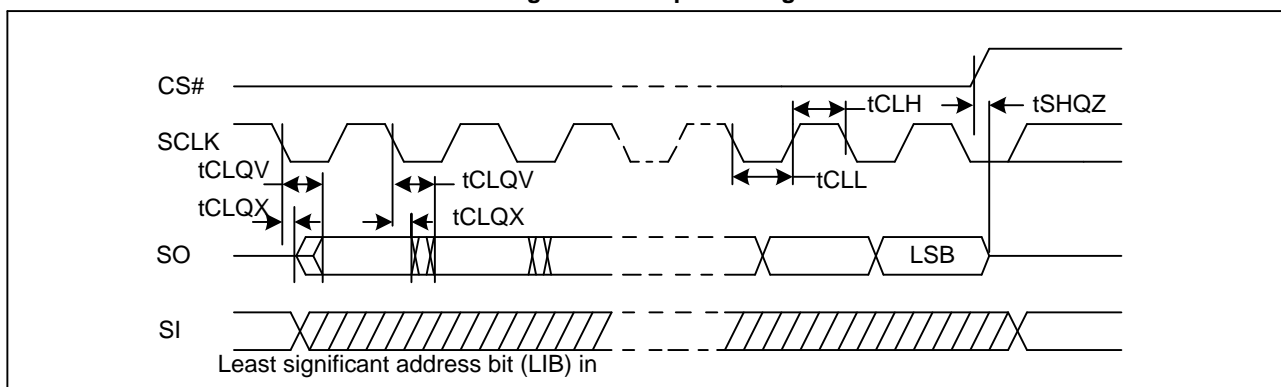 CS#
tCLH
tSHQZ
SCLK
tCLQV
tCLQV
tCLL
tCLQX
tCLQX
SO
LSB
SI
Least significant address bit (LIB) in